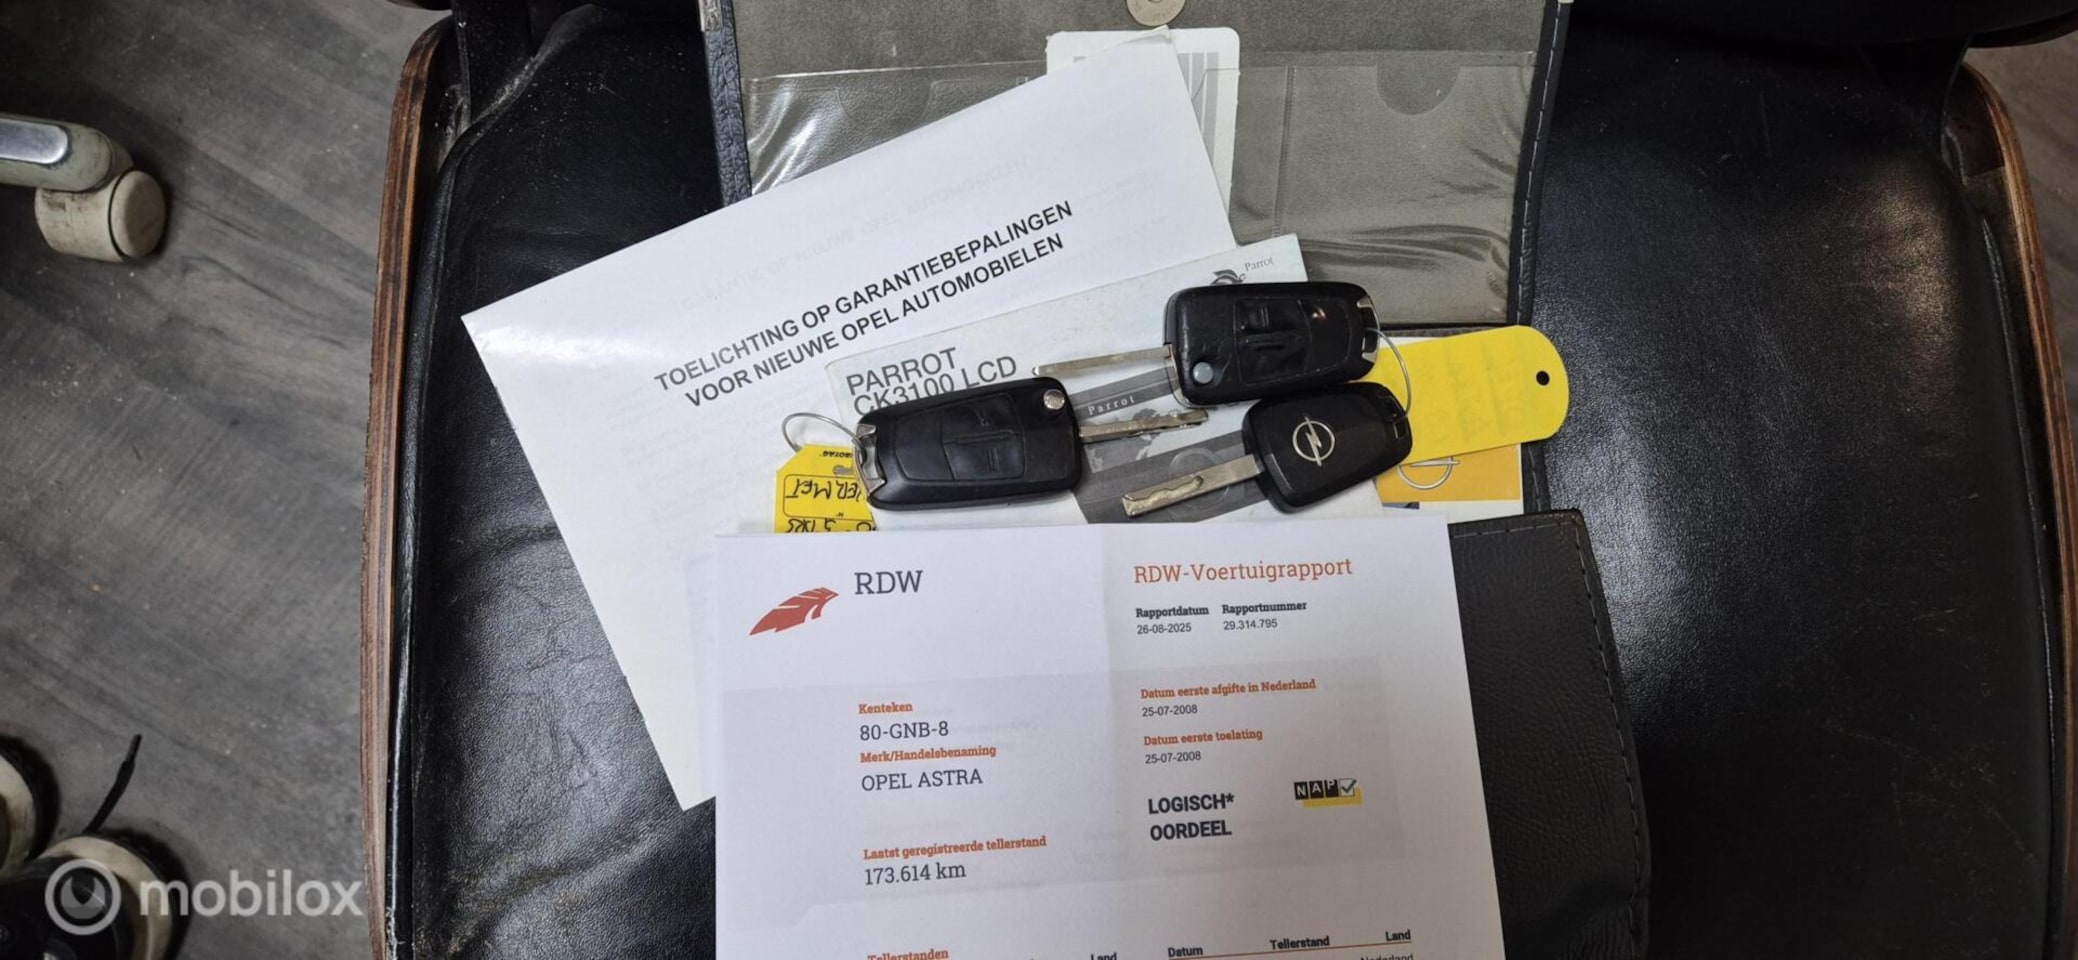 TOELICHTING OP GARANTIEBEPALINGEN
VOOR NIEUWE OPEL AUTOMOBIELEN
Parrot
PARROT
CK3100 LCD
Parrot
RDW
RDW-Voertuigrapport
Rapportdatum Rapportnummer
26-08-2025 29.314.795
Kenteken
80-GNB-8
Merk/Handelsbenaming
OPEL ASTRA
Laatst geregistreerde tellerstand
173.614 km
Datum eerste afgifte in Nederland
25-07-2008
Datum eerste toelating
25-07-2008
LOGISCH*
OORDEEL
NAP
Tellerstanden
Land
Datum Tellerstand Land
Nederland
mobilox